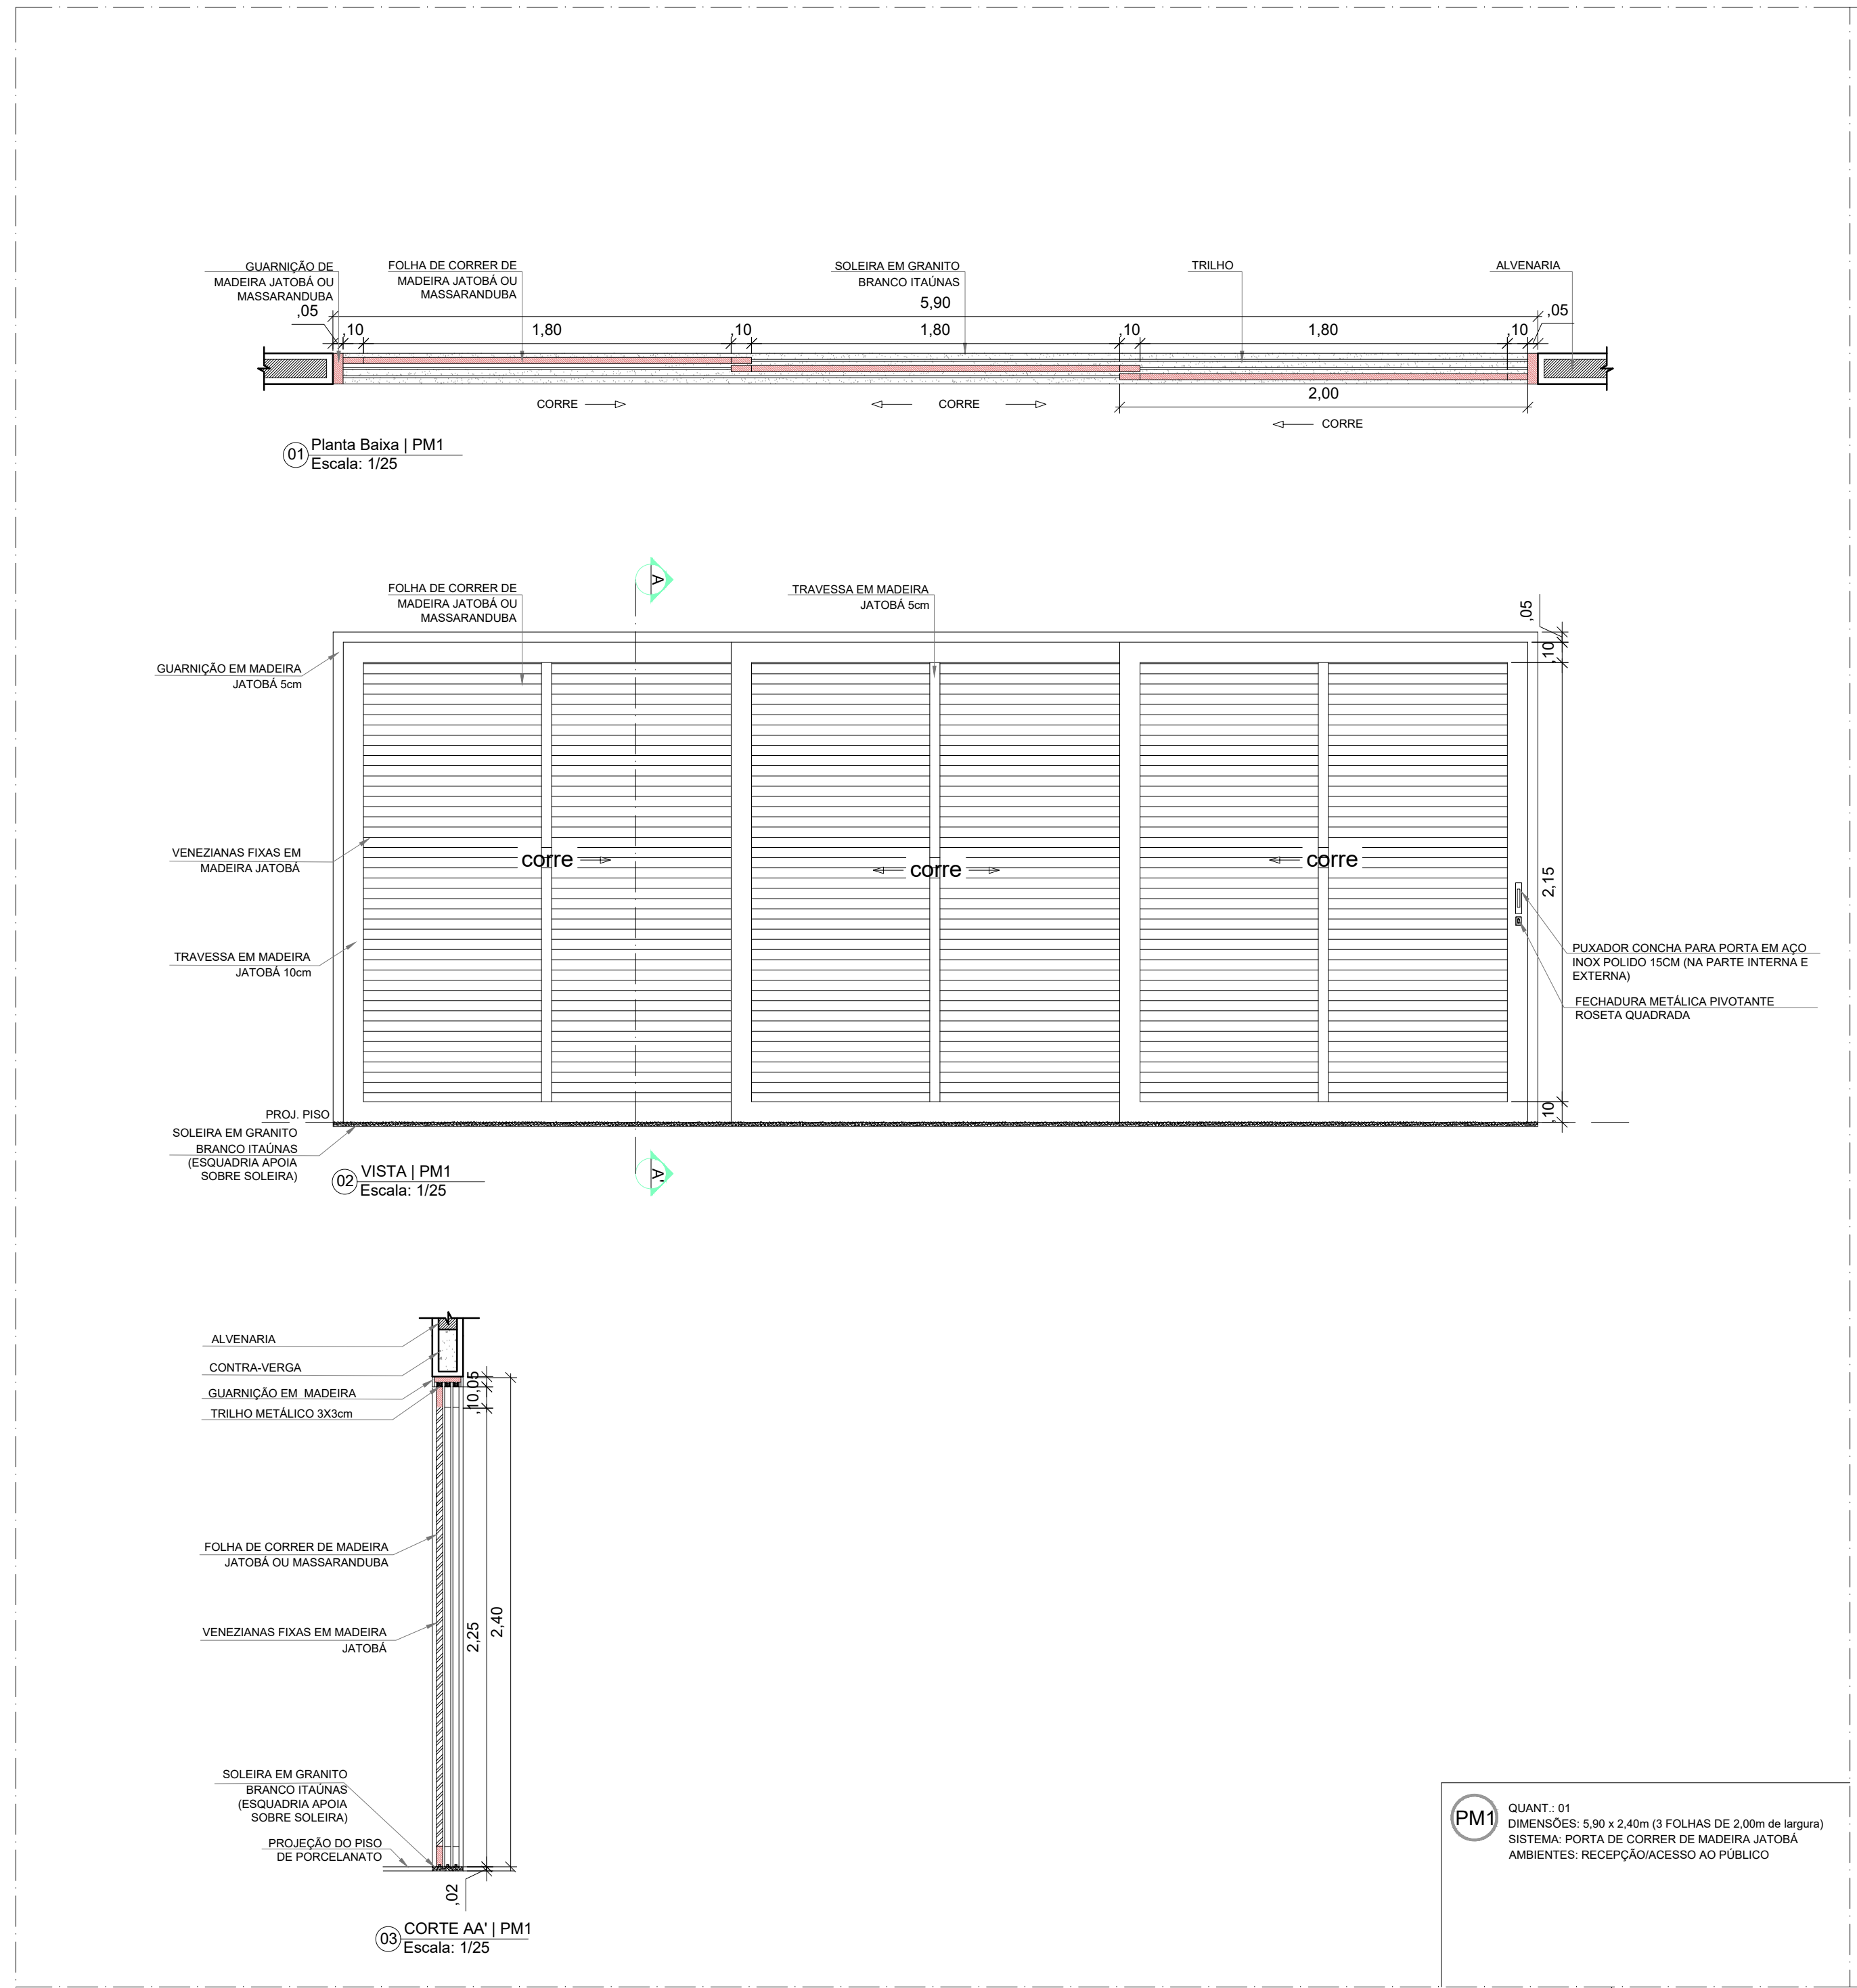 GUARNIÇÃO DE
MADEIRA JATOBÁ OU
MASSARANDUBA
FOLHA DE CORRER DE
MADEIRA JATOBÁ OU
MASSARANDUBA
SOLEIRA EM GRANITO
BRANCO ITAÚNAS
TRILHO
ALVENARIA
5,90
,05
,10
1,80
,10
1,80
,10
1,80
,10
,05
2,00
CORRE
CORRE
CORRE
01
Planta Baixa | PM1
Escala: 1/25
A
FOLHA DE CORRER DE
MADEIRA JATOBÁ OU
MASSARANDUBA
TRAVESSA EM MADEIRA
JATOBÁ 5cm
,05
,10
GUARNIÇÃO EM MADEIRA
JATOBÁ 5cm
VENEZIANAS FIXAS EM
MADEIRA JATOBÁ
corre
corre
corre
2,15
TRAVESSA EM MADEIRA
JATOBÁ 10cm
PUXADOR CONCHA PARA PORTA EM AÇO
INOX POLIDO 15CM (NA PARTE INTERNA E
EXTERNA)
FECHADURA METÁLICA PIVOTANTE
ROSETA QUADRADA
,10
PROJ. PISO
SOLEIRA EM GRANITO
BRANCO ITAÚNAS
(ESQUADRIA APOIA
SOBRE SOLEIRA)
02
VISTA | PM1
Escala: 1/25
A'
ALVENARIA
CONTRA-VERGA
GUARNIÇÃO EM  MADEIRA
TRILHO METÁLICO 3X3cm
,05
,10
FOLHA DE CORRER DE MADEIRA
JATOBÁ OU MASSARANDUBA
VENEZIANAS FIXAS EM MADEIRA
JATOBÁ
2,25
2,40
SOLEIRA EM GRANITO
BRANCO ITAÚNAS
(ESQUADRIA APOIA
SOBRE SOLEIRA)
PROJEÇÃO DO PISO
DE PORCELANATO
,02
03
CORTE AA' | PM1
Escala: 1/25
PM1
QUANT.: 01
DIMENSÕES: 5,90 x 2,40m (3 FOLHAS DE 2,00m de largura)
SISTEMA: PORTA DE CORRER DE MADEIRA JATOBÁ
AMBIENTES: RECEPÇÃO/ACESSO AO PÚBLICO